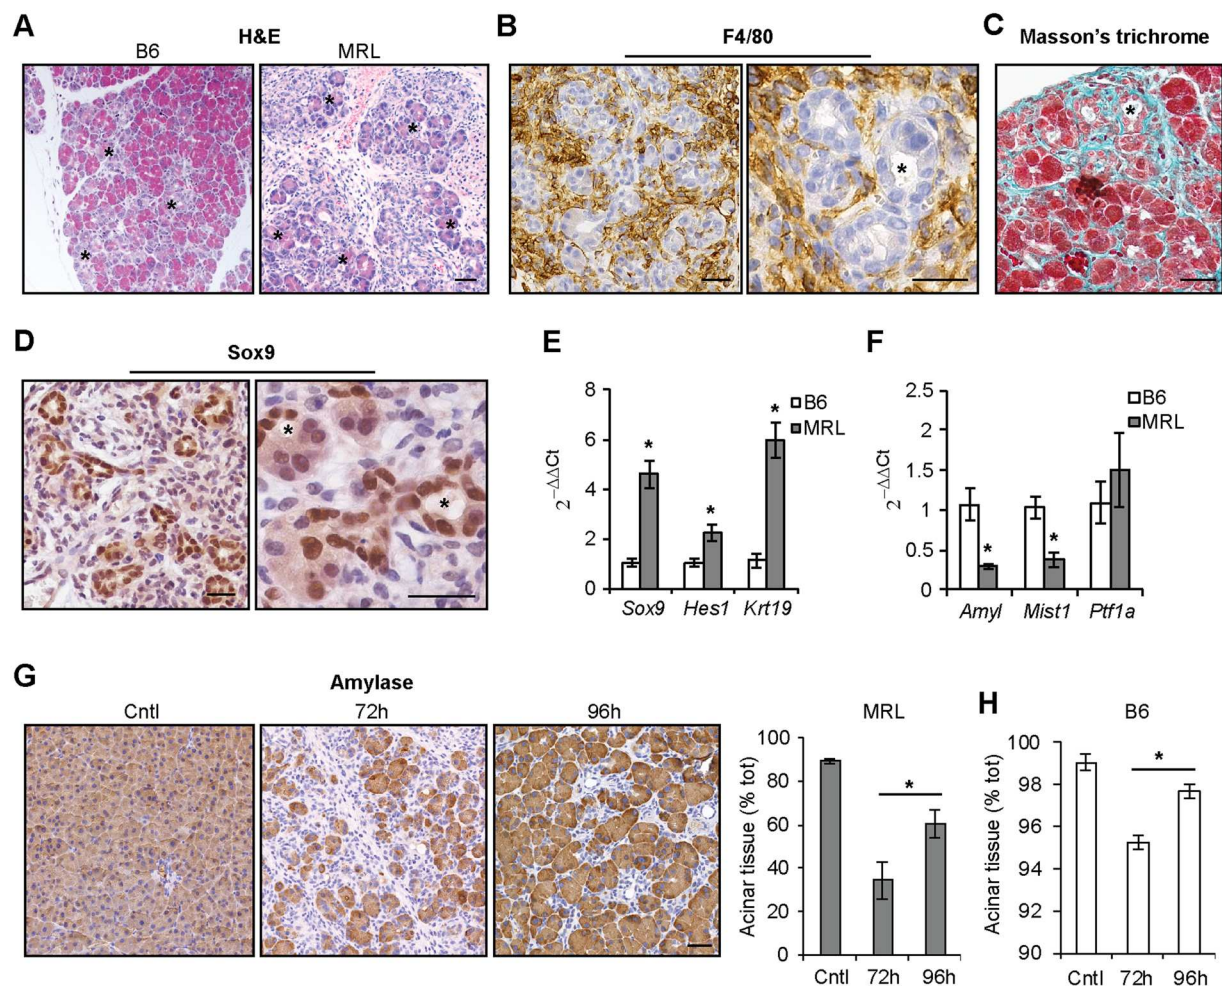 A
H&E
B6 MRL
*
*
*
*
*
*
*
*
B
F4/80
*
C
Masson's trichrome
*
D
Sox9
*
*
E
8
6
4
2
0
2^−ΔΔCt
B6
MRL
*
*
*
Sox9 Hes1 Krt19
F
2.5
2
1.5
1
0.5
0
2^−ΔΔCt
B6
MRL
*
*
Amyl Mist1 Ptf1a
G
Amylase
Cntl 72h 96h
MRL
100
80
60
40
20
0
Acinar tissue (% tot)
*
Cntl 72h 96h
H
B6
100
98
96
94
92
90
Acinar tissue (% tot)
*
Cntl 72h 96h